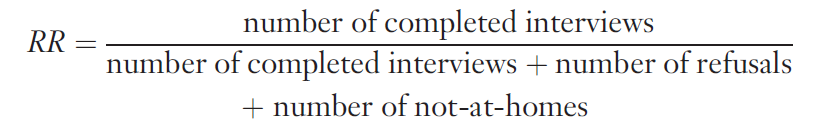 number of completed interviews
RR =
number of completed interviews + number of refusals
+ number of not-at-homes